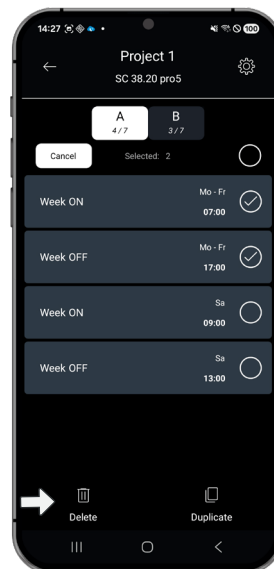 14:27
100
Project 1
SC 38.20 pro5
A
4/7
B
3/7
Cancel
Selected: 2
Week ON
Mo - Fr
07:00
Week OFF
Mo - Fr
17:00
Week ON
Sa
09:00
Week OFF
Sa
13:00
Delete
Duplicate